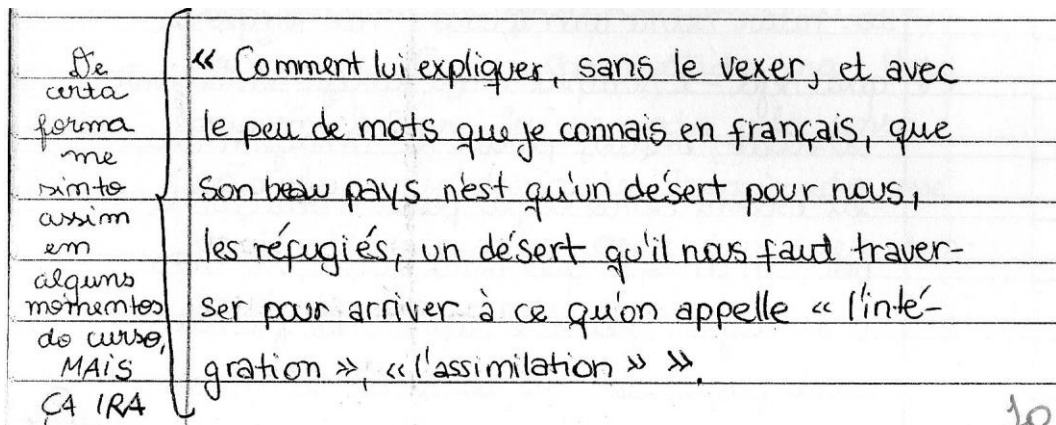 De
certa
forma
me
sinto
assim
em
alguns
momentos
do curso,
MAIS
ÇA IRA
« Comment lui expliquer, sans le vexer, et avec
le peu de mots que je connais en français, que
son beau pays n'est qu'un désert pour nous,
les réfugiés, un désert qu'il nous faut traver-
ser pour arriver à ce qu'on appelle « l'inté-
gration », « l'assimilation » ».
10